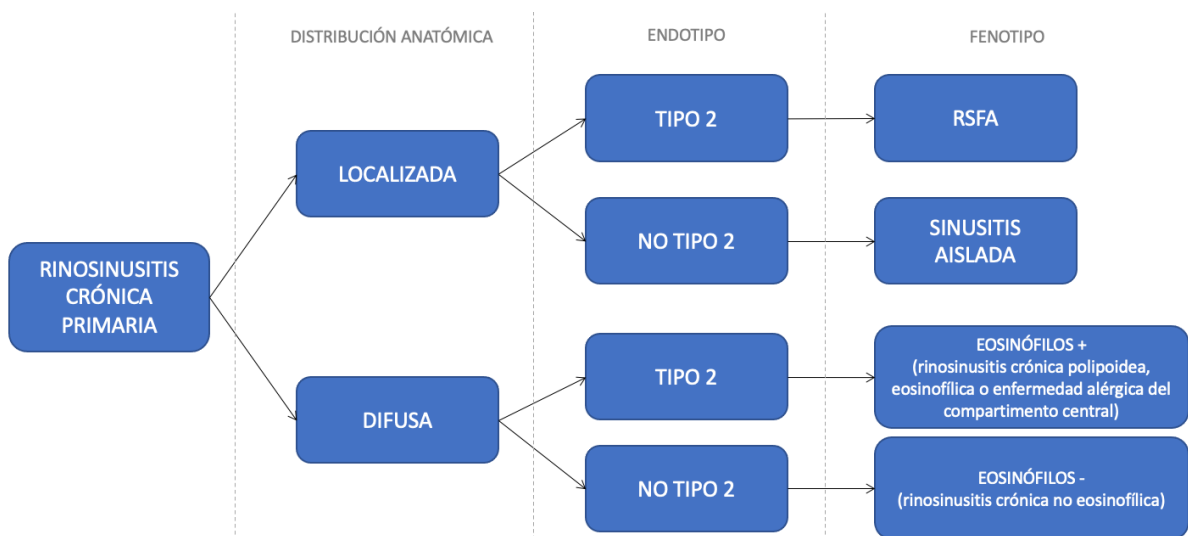 DISTRIBUCIÓN ANATÓMICA
ENDOTIPO
FENOTIPO
RINOSINUSITIS
CRÓNICA
PRIMARIA
LOCALIZADA
TIPO 2
RSFA
NO TIPO 2
SINUSITIS
AISLADA
DIFUSA
TIPO 2
EOSINÓFILOS +
(rinosinusitis crónica polipoidea,
eosinofílica o enfermedad alérgica del
compartimento central)
NO TIPO 2
EOSINÓFILOS -
(rinosinusitis crónica no eosinofílica)